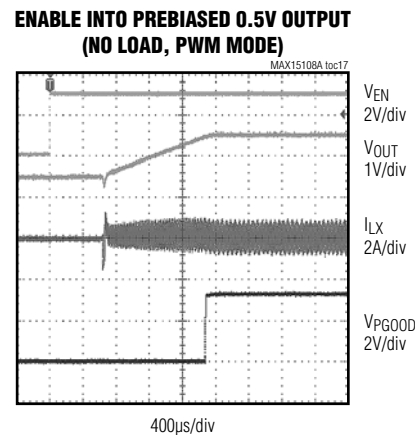 ENABLE INTO PREBIASED 0.5V OUTPUT
(NO LOAD, PWM MODE)
MAX15108A toc17
VEN
2V/div
VOUT
1V/div
ILX
2A/div
VPGOOD
2V/div
400µs/div